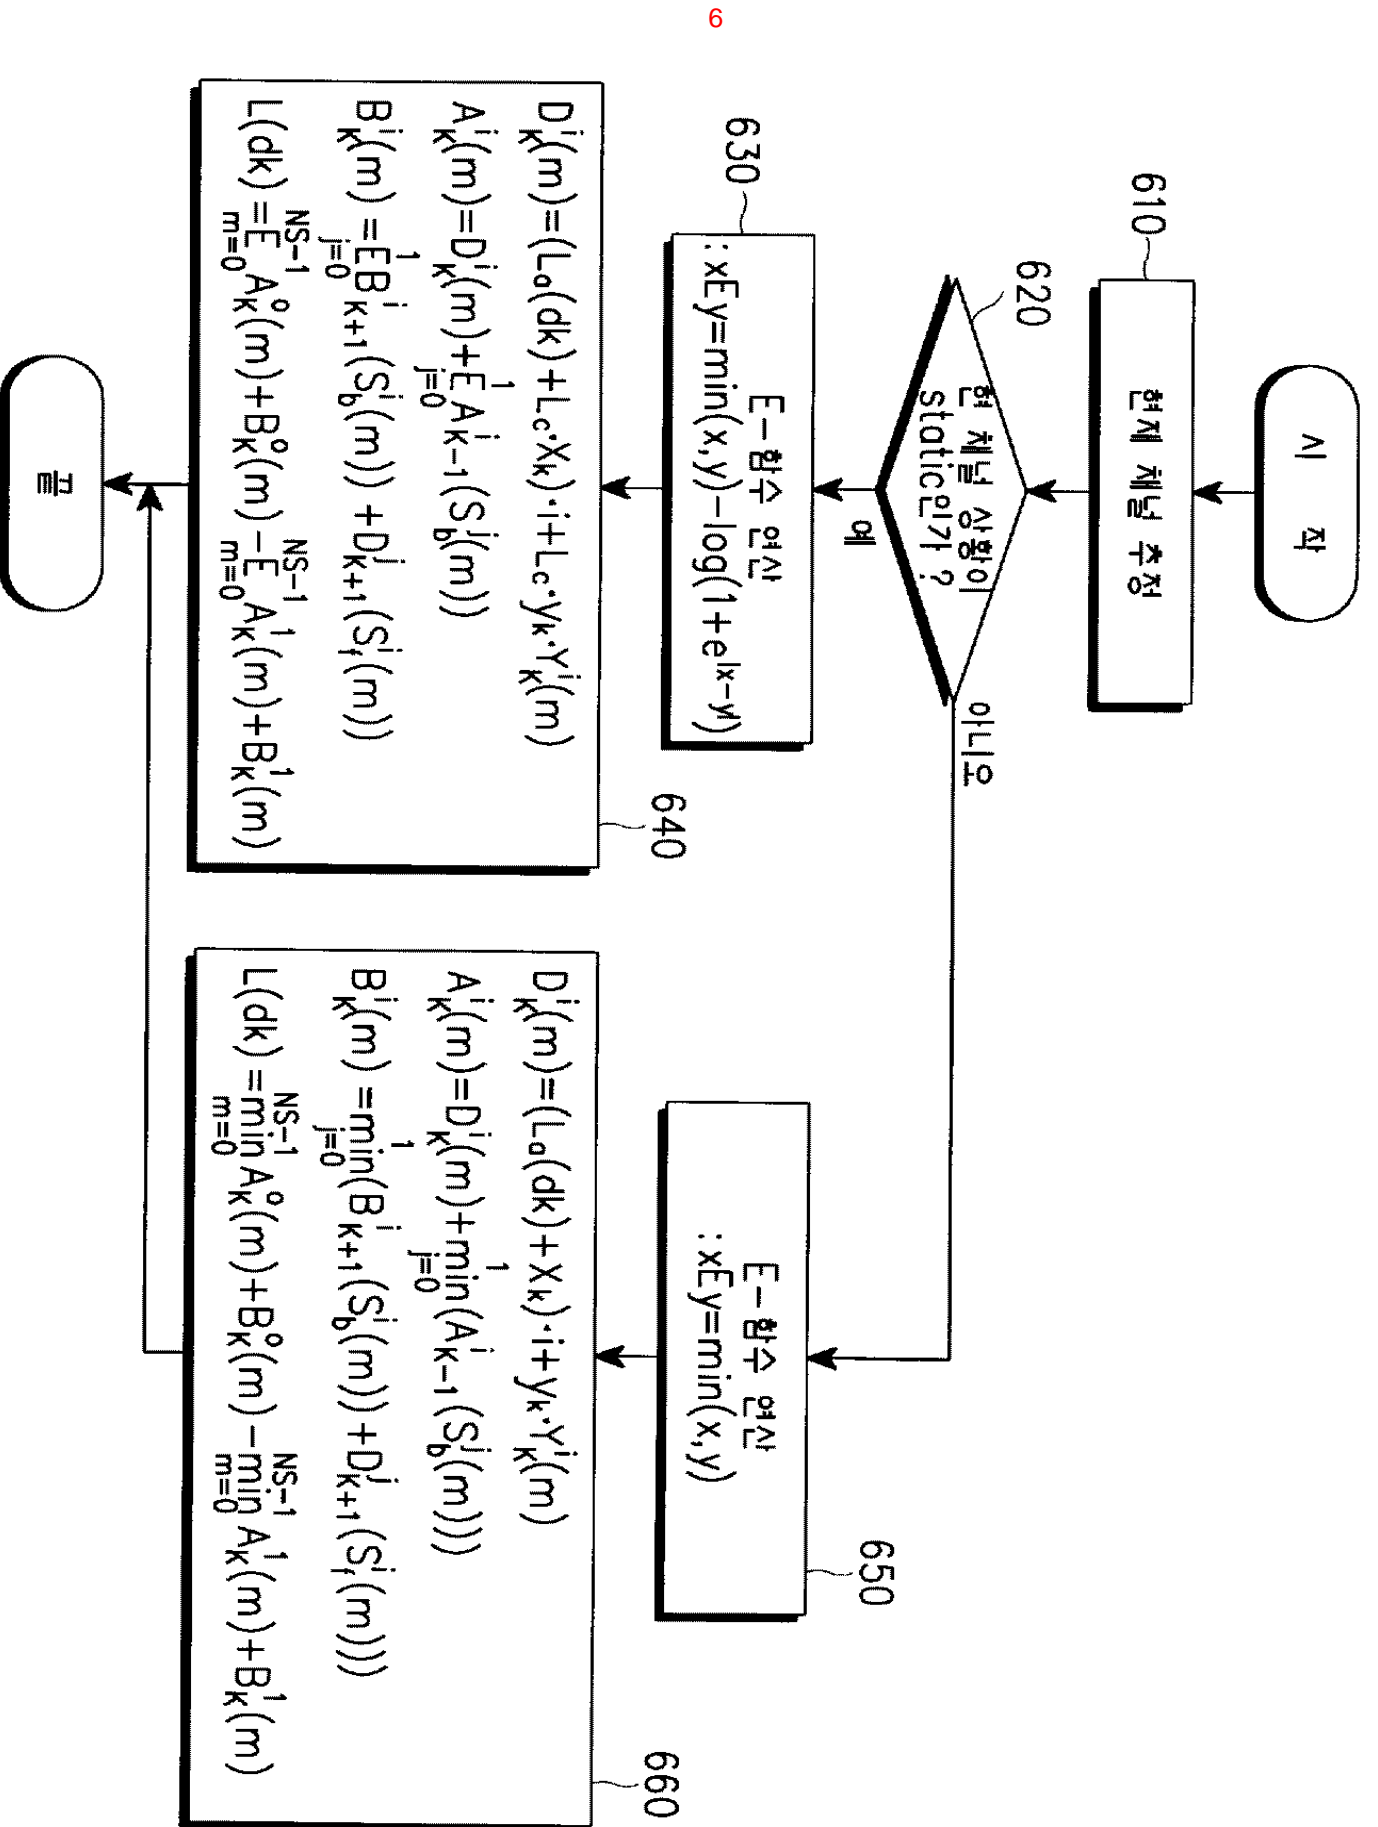 6
시 작
610
현재 채널 추정
620
현 채널 상황이
static인가 ?
예
아니오
630
E-함수 연산
: xEy=min(x,y)-log(1+e^|x-y|)
640
D_k^i(m)=(L_a(dk)+L_c·X_k)·i+L_c·y_k·Y_k^i(m)
A_k^i(m)=D_k^i(m)+E_{j=0}^{1} A_{k-1}^i(S_b^j(m))
B_k^i(m) =E_{j=0}^{1} B_{k+1}^i(S_b^i(m)) +D_{k+1}^j(S_f^i(m))
L(dk) =E_{m=0}^{NS-1} A_k^o(m)+B_k^o(m)-E_{m=0}^{NS-1} A_k^1(m)+B_k^1(m)
650
E-함수 연산
: xEy=min(x,y)
660
D_k^i(m)=(L_a(dk)+X_k)·i+y_k·Y_k^i(m)
A_k^i(m)=D_k^i(m)+min_{j=0}^{1}(A_{k-1}^i(S_b^j(m)))
B_k^i(m) =min_{j=0}^{1}(B_{k+1}^i(S_b^i(m))+D_{k+1}^j(S_f^i(m)))
L(dk) =min_{m=0}^{NS-1} A_k^o(m)+B_k^o(m)-min_{m=0}^{NS-1} A_k^1(m)+B_k^1(m)
끝